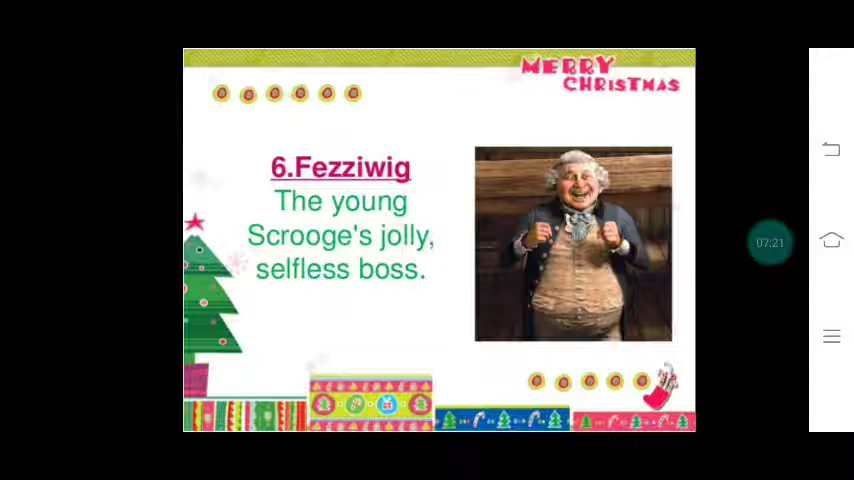 MERRY
CHRISTMAS
6.Fezziwig
The young
Scrooge's jolly,
selfless boss.
07:21